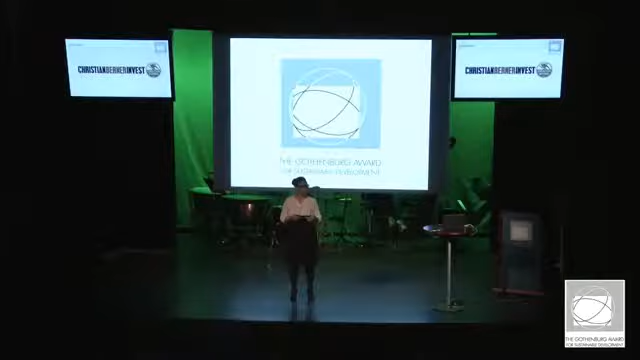 CHRISTIANBERNERINVEST
CHRISTIANBERNERINVEST
THE GOTHENBURG AWARD
FOR SUSTAINABLE DEVELOPMENT
THE GOTHENBURG AWARD
FOR SUSTAINABLE DEVELOPMENT